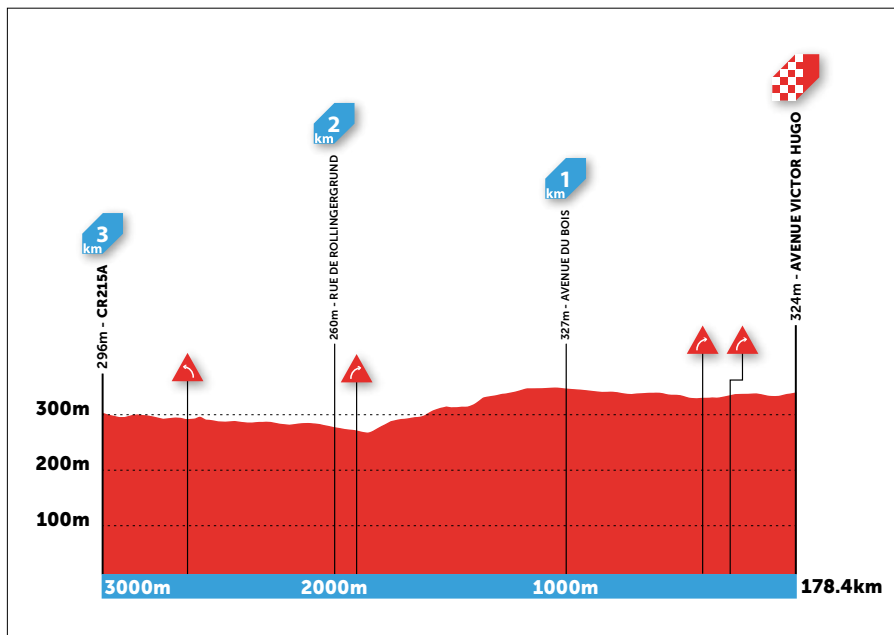 3
km
296m - CR215A
2
km
260m - RUE DE ROLLINGERGRUND
1
km
327m - AVENUE DU BOIS
324m - AVENUE VICTOR HUGO
300m
200m
100m
3000m
2000m
1000m
178.4km